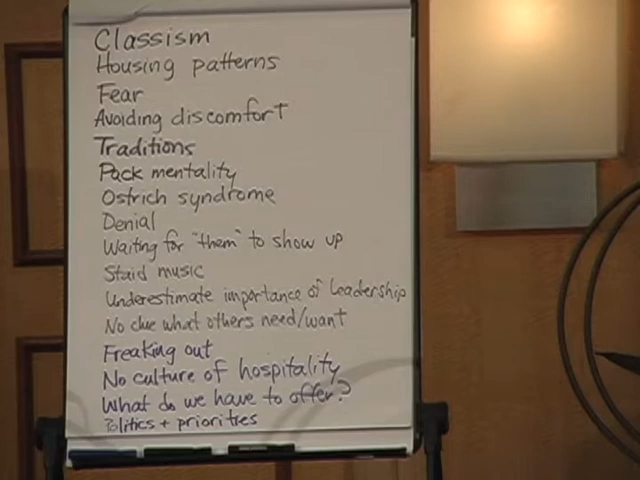 Classism
Housing patterns
Fear
Avoiding discomfort
Traditions
Pack mentality
Ostrich syndrome
Denial
Waiting for "them" to show up
Staid music
Underestimate importance of leadership
No clue what others need/want
Freaking out
No culture of hospitality
What do we have to offer?
Politics + priorities